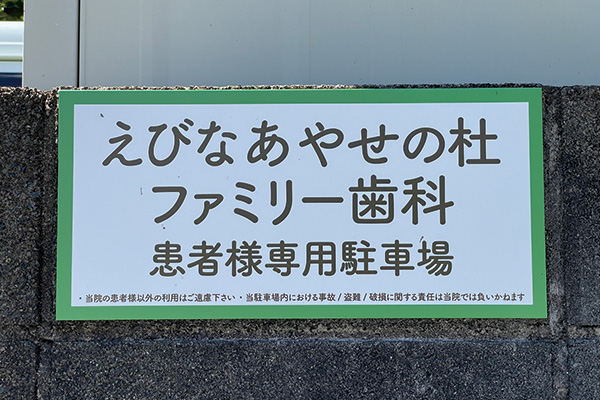 えびなあやせの杜
ファミリー歯科
患者様専用駐車場
・当院の患者様以外の利用はご遠慮下さい ・当駐車場内における事故 / 盗難 / 破損に関する責任は当院では負いかねます